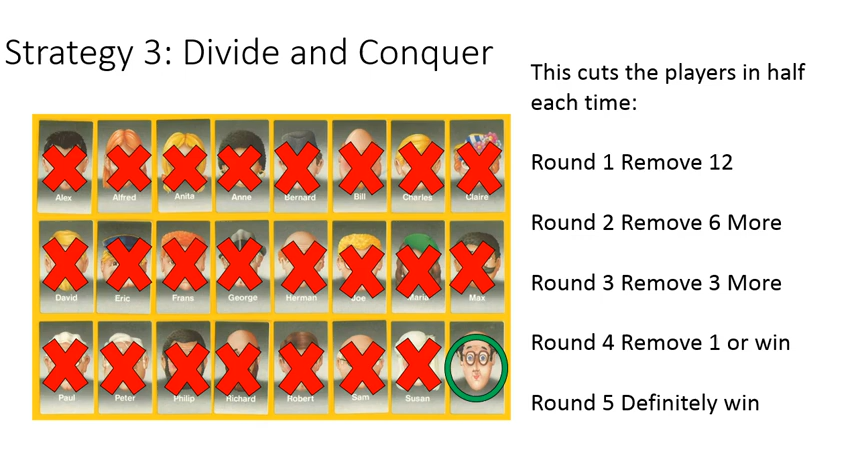 Strategy 3: Divide and Conquer
This cuts the players in half
each time:
Round 1 Remove 12
Round 2 Remove 6 More
Round 3 Remove 3 More
Round 4 Remove 1 or win
Round 5 Definitely win
Alex Alfred Anita Anne Bernard Bill Charles Claire
David Eric Frans George Herman Joe Maria Max
Paul Peter Philip Richard Robert Sam Susan